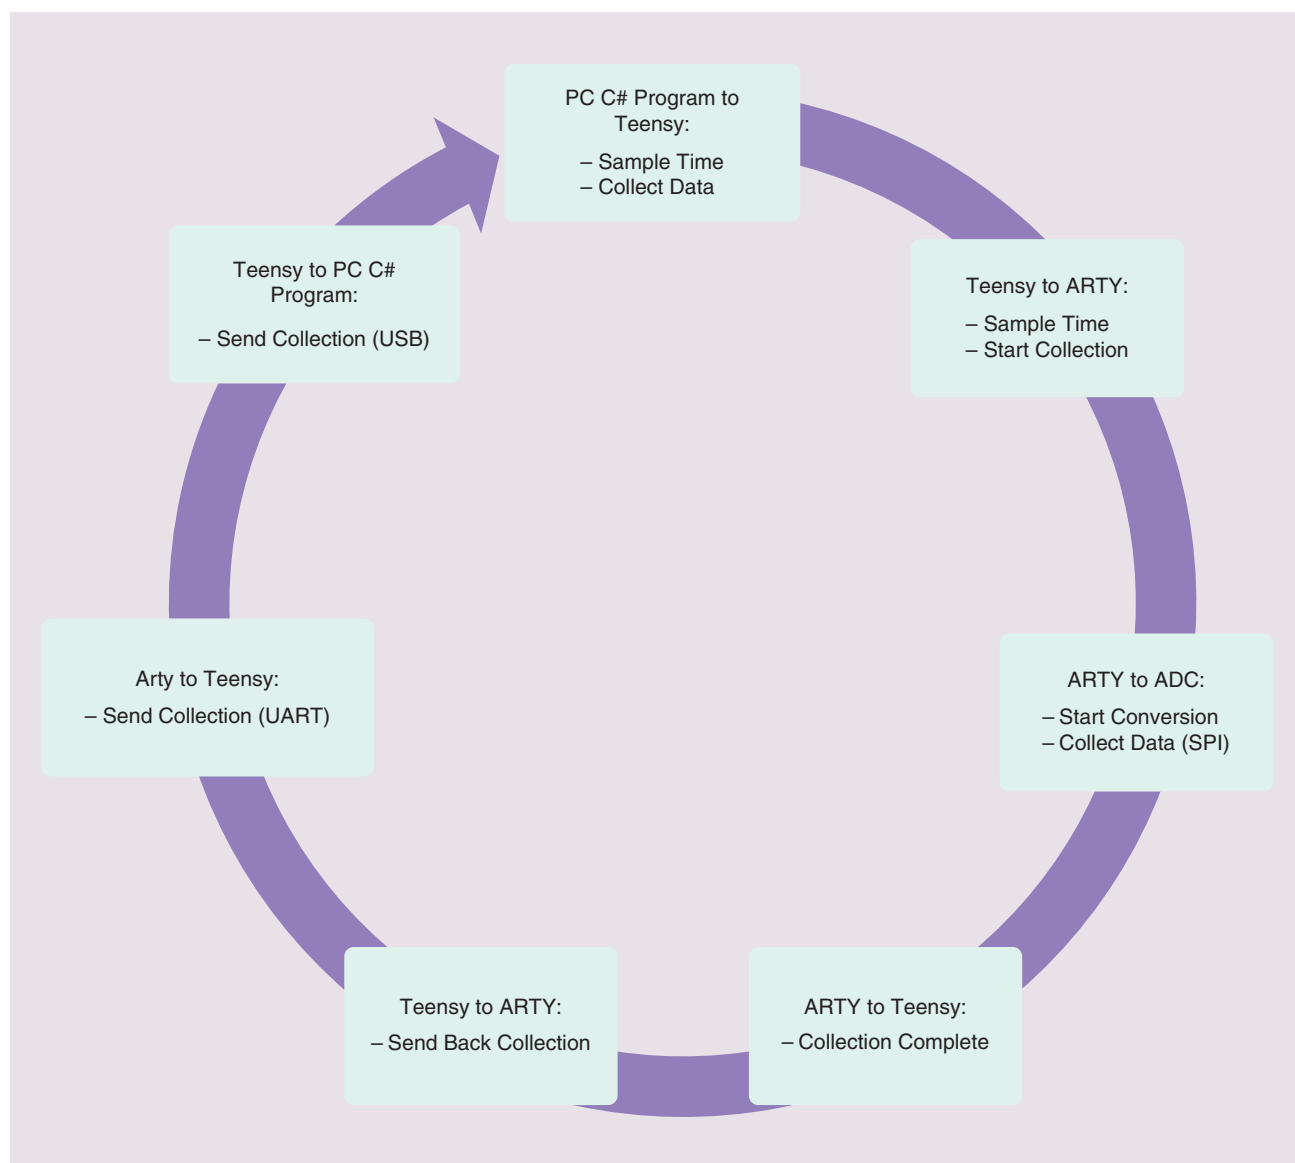 PC C# Program to
Teensy:
– Sample Time
– Collect Data
Teensy to ARTY:
– Sample Time
– Start Collection
ARTY to ADC:
– Start Conversion
– Collect Data (SPI)
ARTY to Teensy:
– Collection Complete
Teensy to ARTY:
– Send Back Collection
Arty to Teensy:
– Send Collection (UART)
Teensy to PC C#
Program:
– Send Collection (USB)